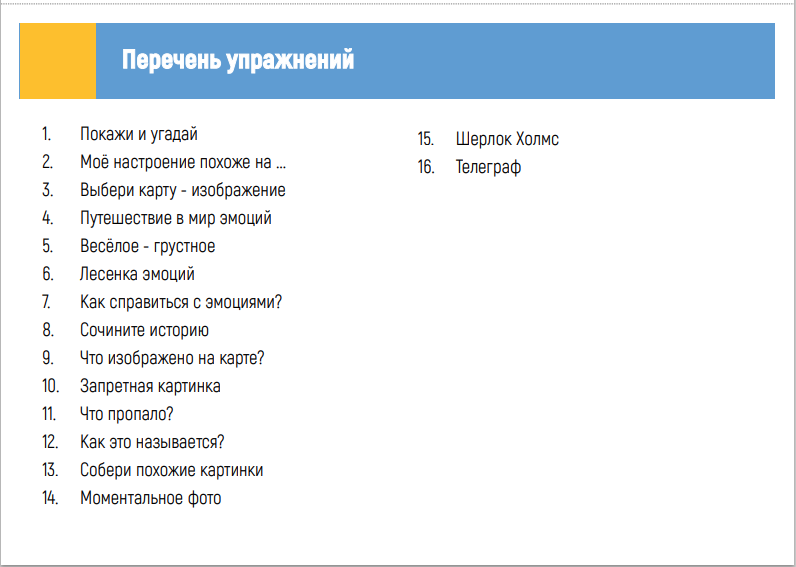 Перечень упражнений
1. Покажи и угадай
2. Моё настроение похоже на ...
3. Выбери карту - изображение
4. Путешествие в мир эмоций
5. Весёлое - грустное
6. Лесенка эмоций
7. Как справиться с эмоциями?
8. Сочините историю
9. Что изображено на карте?
10. Запретная картинка
11. Что пропало?
12. Как это называется?
13. Собери похожие картинки
14. Моментальное фото
15. Шерлок Холмс
16. Телеграф